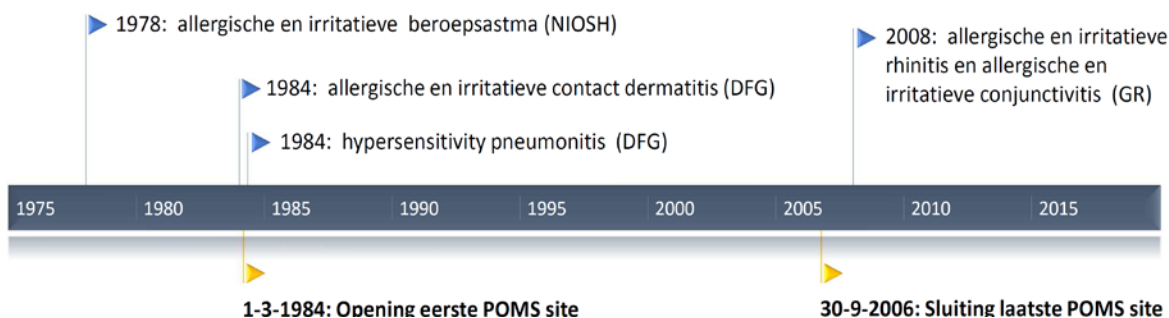 1978: allergische en irritatieve beroepsastma (NIOSH)
2008: allergische en irritatieve
rhinitis en allergische en
irritatieve conjunctivitis (GR)
1984: allergische en irritatieve contact dermatitis (DFG)
1984: hypersensitivity pneumonitis (DFG)
1975 1980 1985 1990 1995 2000 2005 2010 2015
1-3-1984: Opening eerste POMS site
30-9-2006: Sluiting laatste POMS site